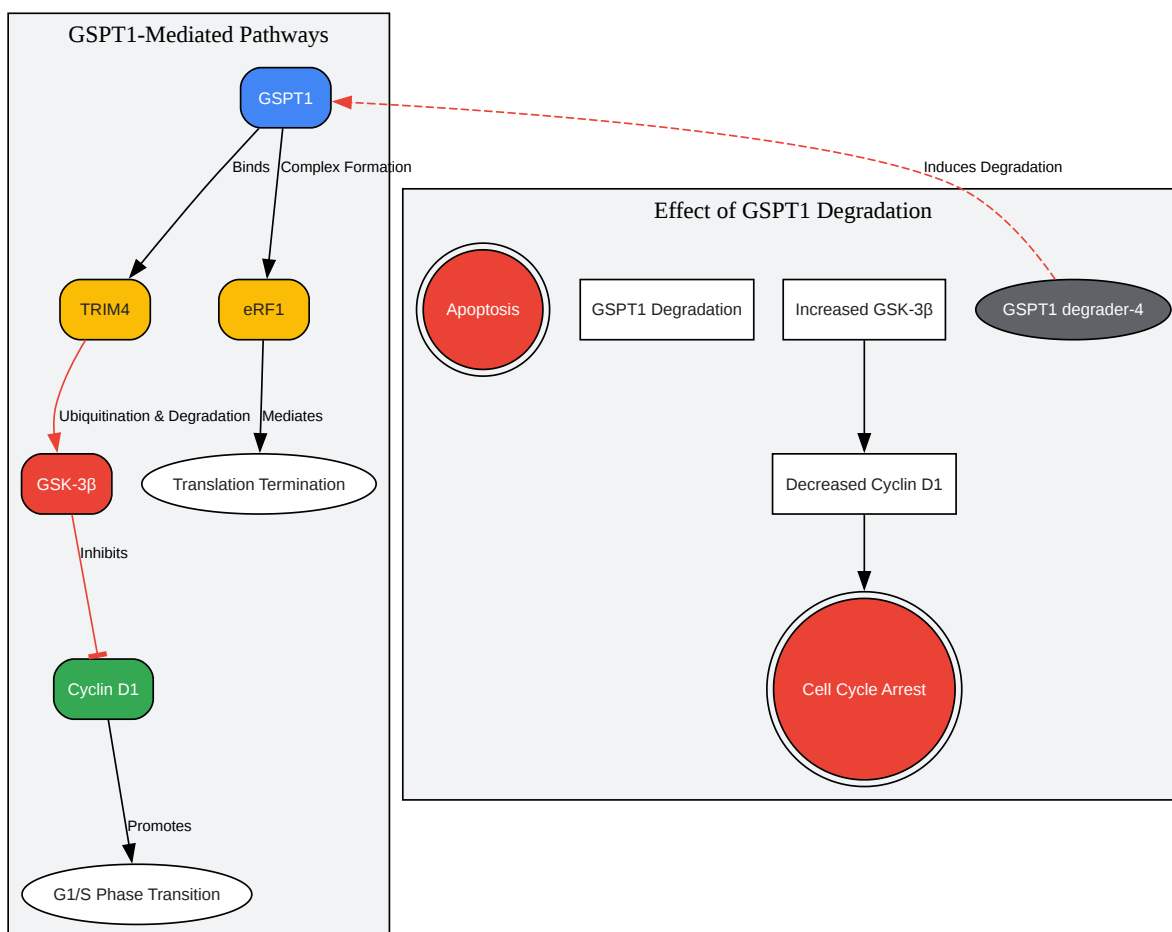 GSPT1-Mediated Pathways
GSPT1
Binds
Complex Formation
TRIM4
eRF1
Ubiquitination & Degradation
Mediates
GSK-3β
Translation Termination
Inhibits
Cyclin D1
Promotes
G1/S Phase Transition
Induces Degradation
Effect of GSPT1 Degradation
Apoptosis
GSPT1 Degradation
Increased GSK-3β
GSPT1 degrader-4
Decreased Cyclin D1
Cell Cycle Arrest